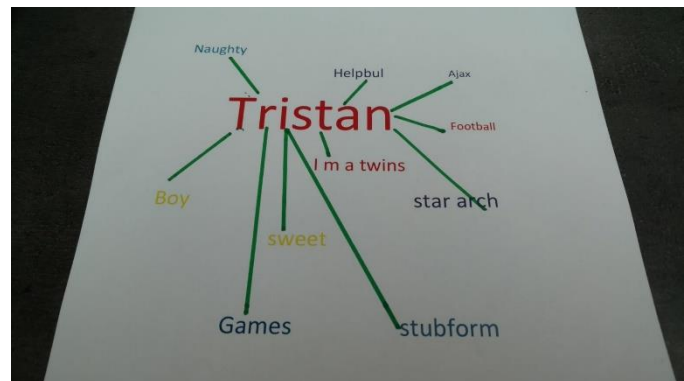 Naughty
Helpbul
Ajax
Tristan
Football
I m a twins
Boy
star arch
sweet
Games
stubform